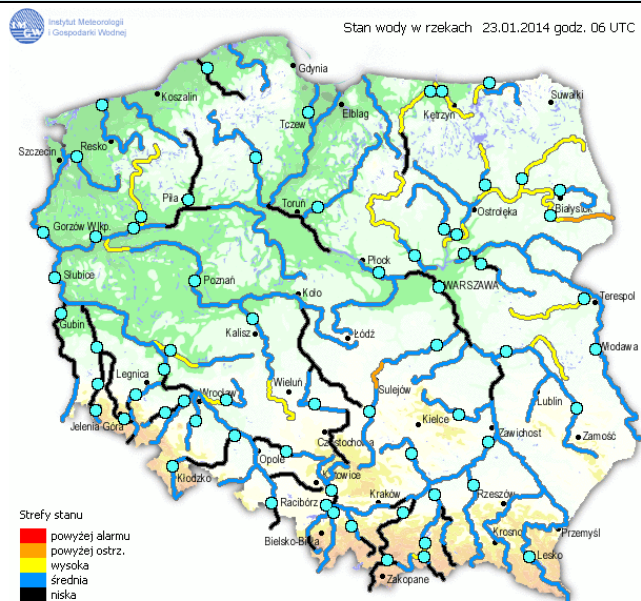 Instytut Meteorologii
i Gospodarki Wodnej
Stan wody w rzekach 23.01.2014 godz. 06 UTC
Gdynia
Koszalin
Suwałki
Elbląg
Kętrzyn
Tczew
Resko
Szczecin
Piła
Toruń
Białystok
Ostrołęka
Gorzów Wlkp.
Płock
Słubice
Poznań
Koło
WARSZAWA
Terespol
Gubin
Kalisz
Łódź
Włodawa
Legnica
Wieluń
Sulejów
Wrocław
Lublin
Jelenia Góra
Kielce
Częstochowa
Zawichost
Zamość
Opole
Kłodzko
Katowice
Racibórz
Kraków
Rzeszów
Krosno
Przemyśl
Bielsko-Biła
Lesko
Zakopane
Strefy stanu
powyżej alarmu
powyżej ostrz.
wysoka
średnia
niska